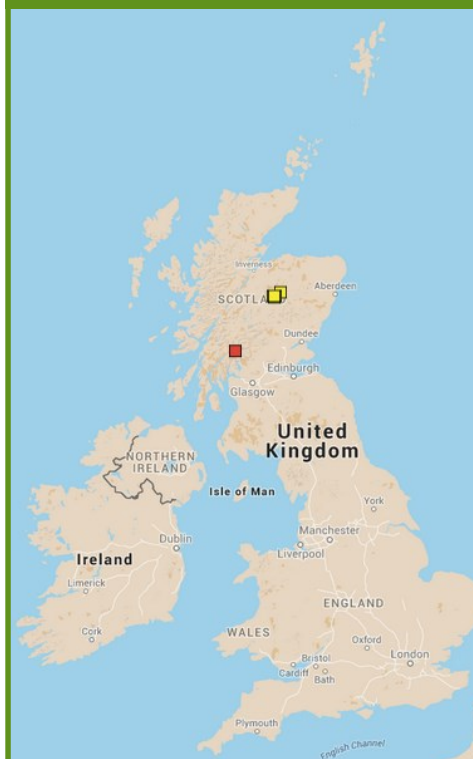 Inverness
SCOTLA
Aberdeen
Dundee
Edinburgh
Glasgow
United
Kingdom
NORTHERN
IRELAND
Isle of Man
York
Dublin
Manchester
Ireland
Liverpool
Limerick
ENGLAND
Cork
WALES
Oxford
London
Bristol
Cardiff
Bath
Plymouth
English Channel